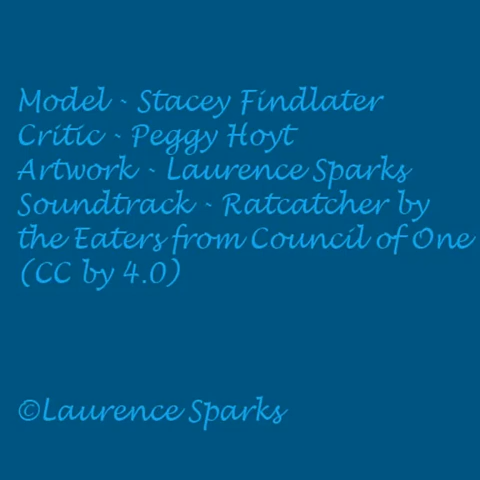 Model - Stacey Findlater
Critic - Peggy Hoyt
Artwork - Laurence Sparks
Soundtrack - Ratcatcher by
the Eaters from Council of One
(CC by 4.0)
©Laurence Sparks